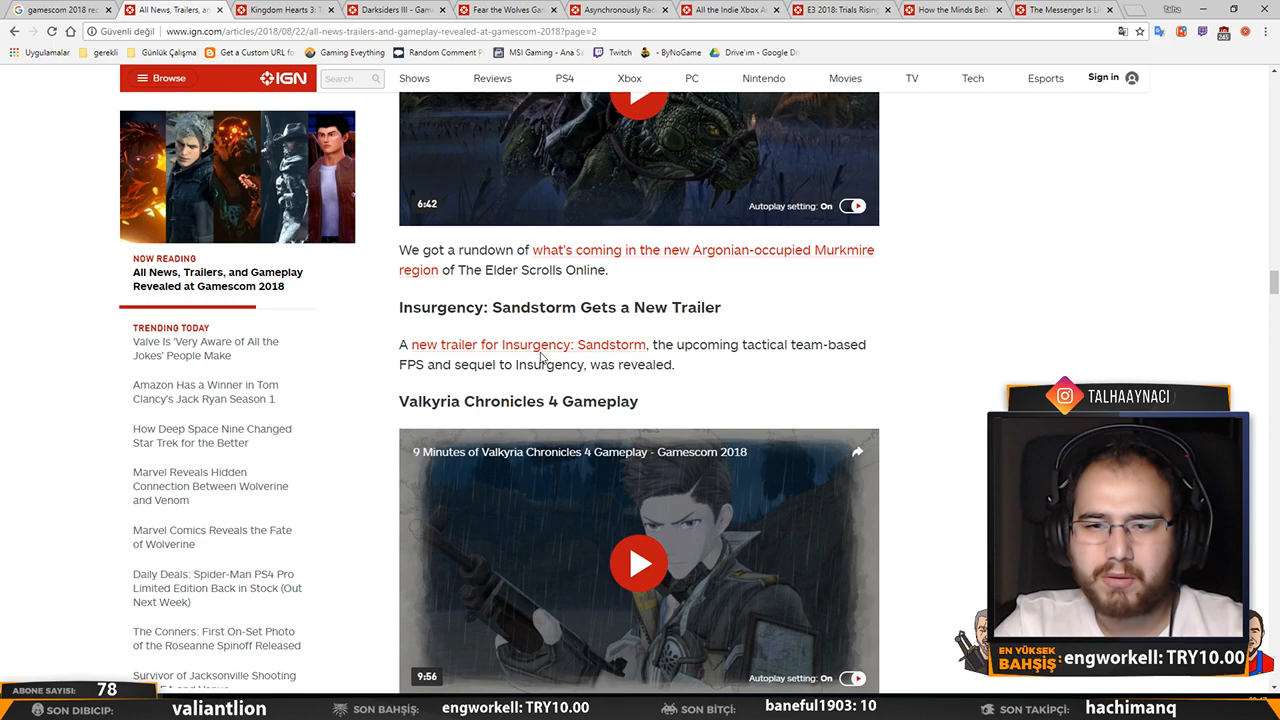 gamescom 2018 rec
All News, Trailers, an
Kingdom Hearts 3: T
Darksiders III - Gam
Fear the Wolves Ga
Asynchronously Rac
All the Indie Xbox A
E3 2018: Trials Rising
How the Minds Behi
The Messenger Is Li
Güvenli değil
www.ign.com/articles/2018/08/22/all-news-trailers-and-gameplay-revealed-at-gamescom-2018?page=2
245
Uygulamalar
gerekli
Günlük Çalışma
Get a Custom URL fo
Gaming Eveything
Random Comment P
MSI Gaming - Ana Sa
Twitch
ByNoGame
Drive'ım - Google D
Browse
IGN
Search
Shows
Reviews
PS4
Xbox
PC
Nintendo
Movies
TV
Tech
Esports
Sign in
6:42
Autoplay setting: On
NOW READING
All News, Trailers, and Gameplay
Revealed at Gamescom 2018
TRENDING TODAY
Valve Is 'Very Aware of All the
Jokes' People Make
Amazon Has a Winner in Tom
Clancy's Jack Ryan Season 1
How Deep Space Nine Changed
Star Trek for the Better
Marvel Reveals Hidden
Connection Between Wolverine
and Venom
Marvel Comics Reveals the Fate
of Wolverine
Daily Deals: Spider-Man PS4 Pro
Limited Edition Back in Stock (Out
Next Week)
The Conners: First On-Set Photo
of the Roseanne Spinoff Released
Survivor of Jacksonville Shooting
We got a rundown of what's coming in the new Argonian-occupied Murkmire
region of The Elder Scrolls Online.
Insurgency: Sandstorm Gets a New Trailer
A new trailer for Insurgency: Sandstorm, the upcoming tactical team-based
FPS and sequel to Insurgency, was revealed.
Valkyria Chronicles 4 Gameplay
9 Minutes of Valkyria Chronicles 4 Gameplay - Gamescom 2018
9:56
Autoplay setting: On
TALHAAYNACI
EN YÜKSEK
BAHŞİŞ: engworkell: TRY10.00
ABONE SAYISI: 78
SON DIBICIP: valiantlion
SON BAHŞİŞ: engworkell: TRY10.00
SON BİTÇİ: baneful1903: 10
SON TAKİPÇİ: hachimanq